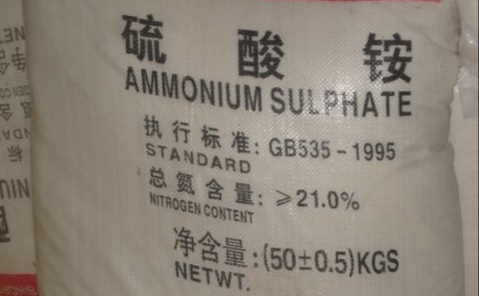 硫酸铵
AMMONIUM SULPHATE
执行标准: GB535-1995
STANDARD
总氮含量: ≥21.0%
NITROGEN CONTENT
净含量:(50±0.5)KGS
NETWT.